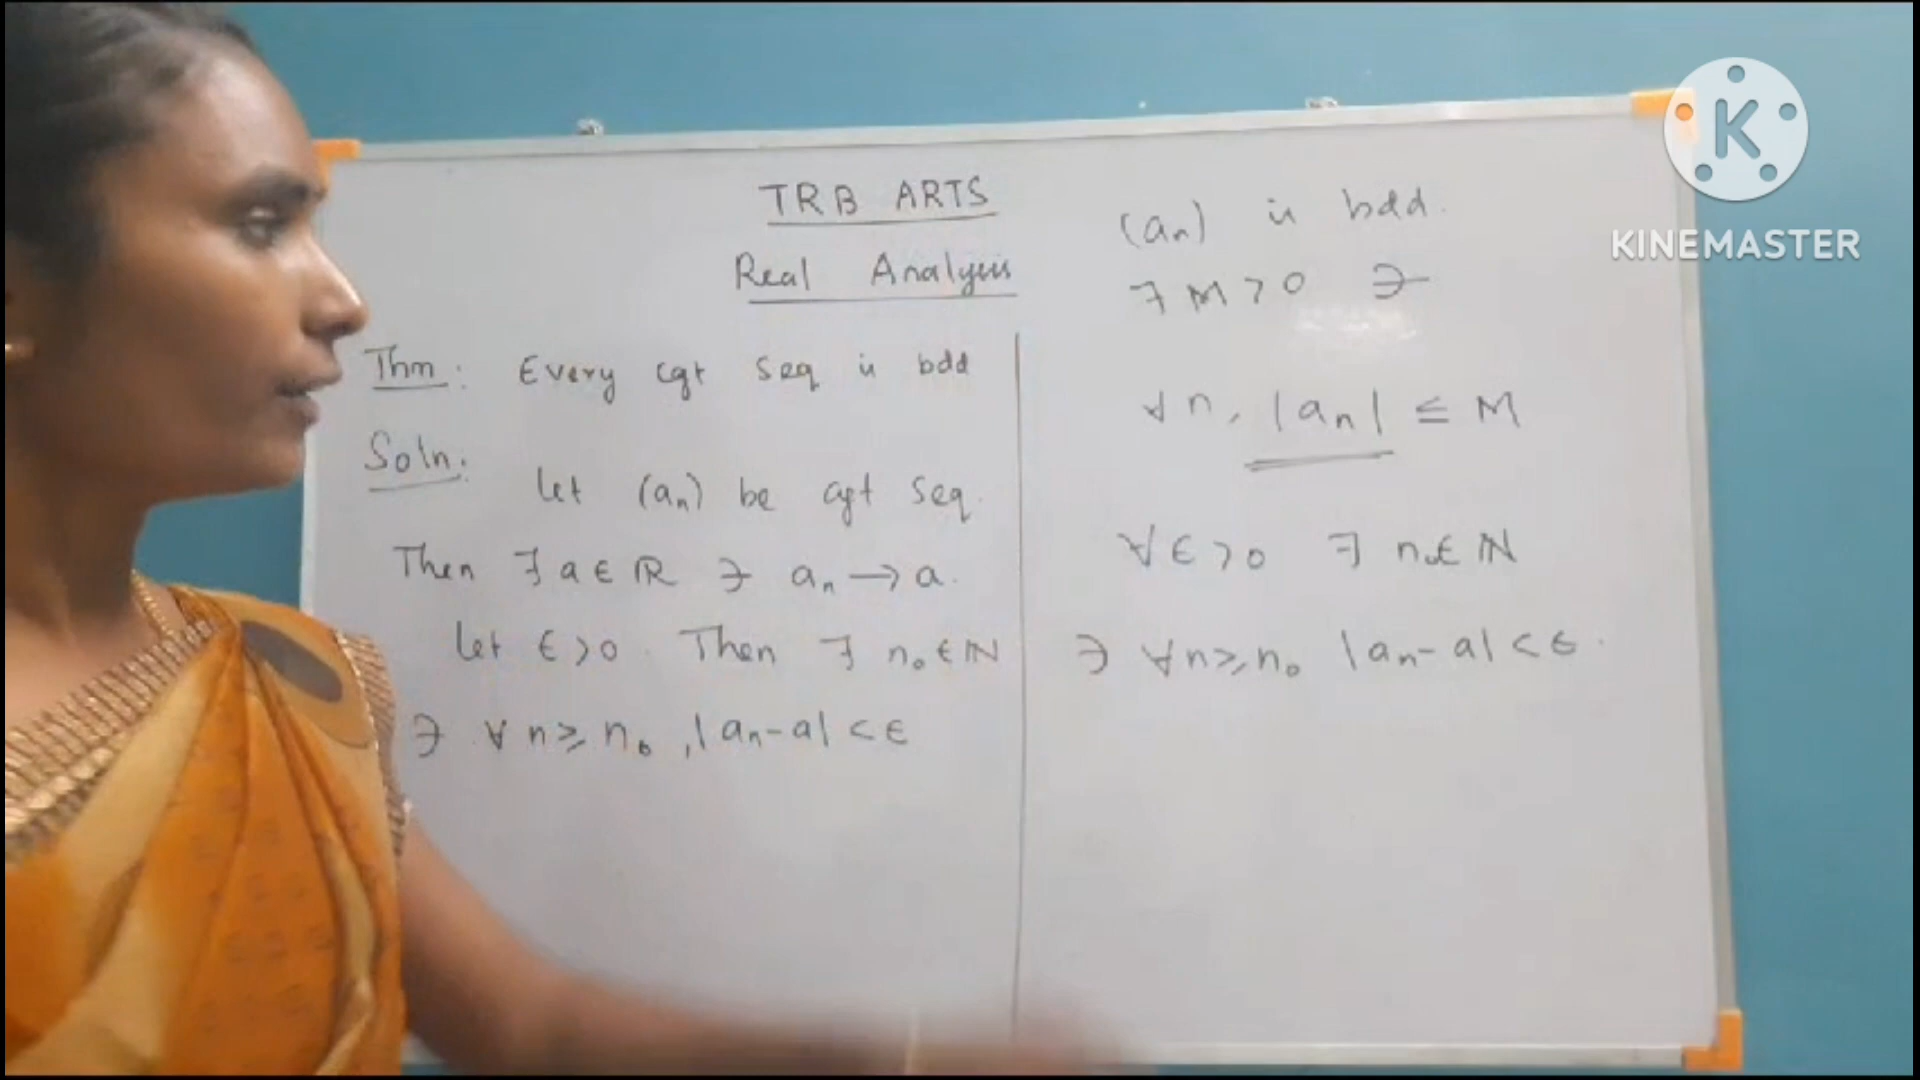 TRB ARTS
Real Analysis
Thm: Every cgt seq is bdd
Soln:
Let (aₙ) be cgt seq.
Then ∃ a ∈ ℝ ∋ aₙ → a.
Let ϵ > 0. Then ∃ n₀ ∈ ℕ
∋ ∀ n ≥ n₀, |aₙ - a| < ϵ
(aₙ) is bdd.
∃ M > 0 ∋
∀ n, |aₙ| ≤ M
∀ ϵ > 0 ∃ n₀ ∈ ℕ
∋ ∀ n ≥ n₀ |aₙ - a| < ϵ.
K
KINEMASTER